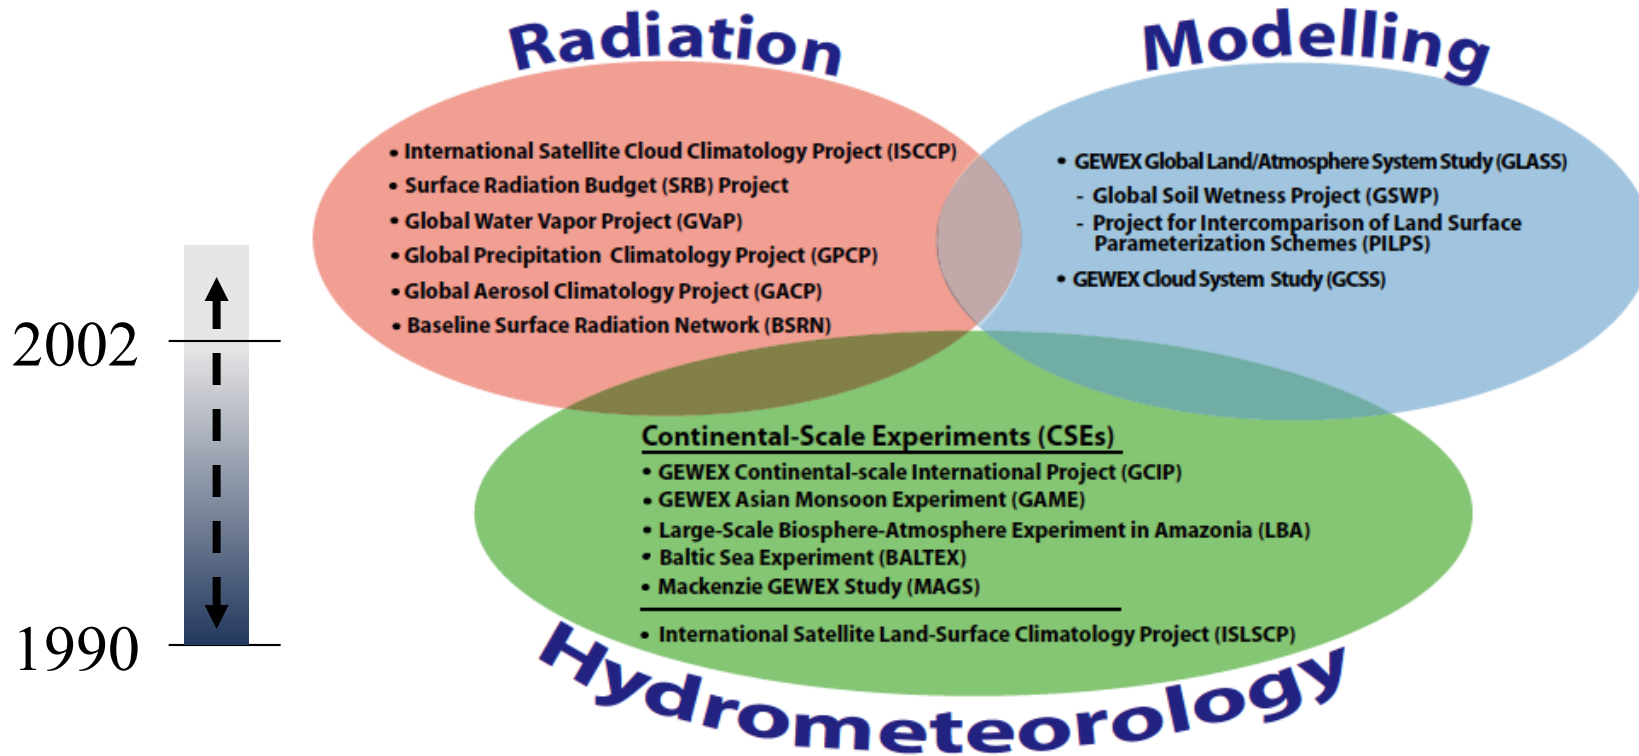 Radiation
Modelling
• International Satellite Cloud Climatology Project (ISCCP)
• Surface Radiation Budget (SRB) Project
• Global Water Vapor Project (GVaP)
• Global Precipitation Climatology Project (GPCP)
• Global Aerosol Climatology Project (GACP)
• Baseline Surface Radiation Network (BSRN)
• GEWEX Global Land/Atmosphere System Study (GLASS)
- Global Soil Wetness Project (GSWP)
- Project for Intercomparison of Land Surface
Parameterization Schemes (PILPS)
• GEWEX Cloud System Study (GCSS)
2002
1990
Continental-Scale Experiments (CSEs)
• GEWEX Continental-scale International Project (GCIP)
• GEWEX Asian Monsoon Experiment (GAME)
• Large-Scale Biosphere-Atmosphere Experiment in Amazonia (LBA)
• Baltic Sea Experiment (BALTEX)
• Mackenzie GEWEX Study (MAGS)
• International Satellite Land-Surface Climatology Project (ISLSCP)
Hydrometeorology